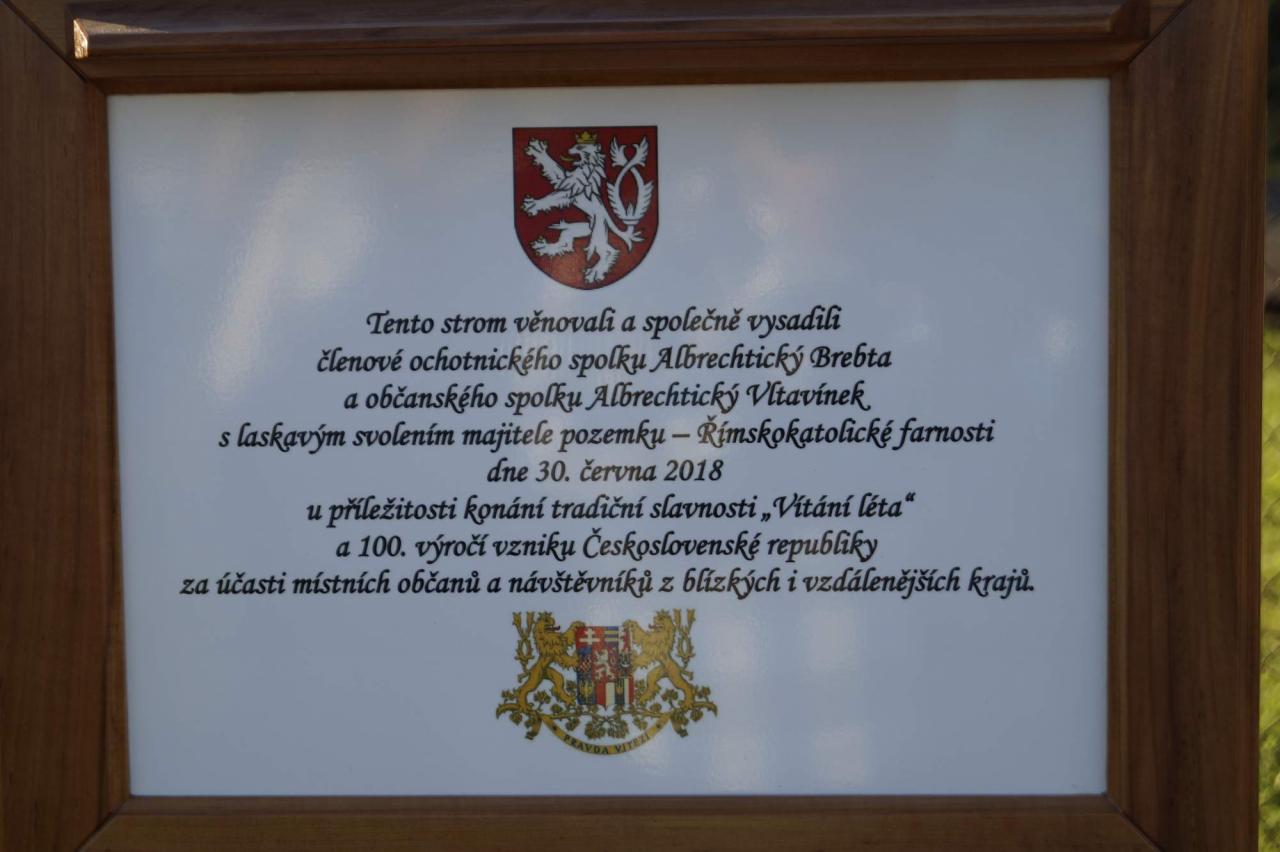 Tento strom věnovali a společně vysadili
členové ochotnického spolku Albrechtický Brebta
a občanského spolku Albrechtický Vltavínek
s laskavým svolením majitele pozemku – Římskokatolické farnosti
dne 30. června 2018
u příležitosti konání tradiční slavnosti „Vítání léta“
a 100. výročí vzniku Československé republiky
za účasti místních občanů a návštěvníků z blízkých i vzdálenějších krajů.
PRAVDA VÍTĚZÍ